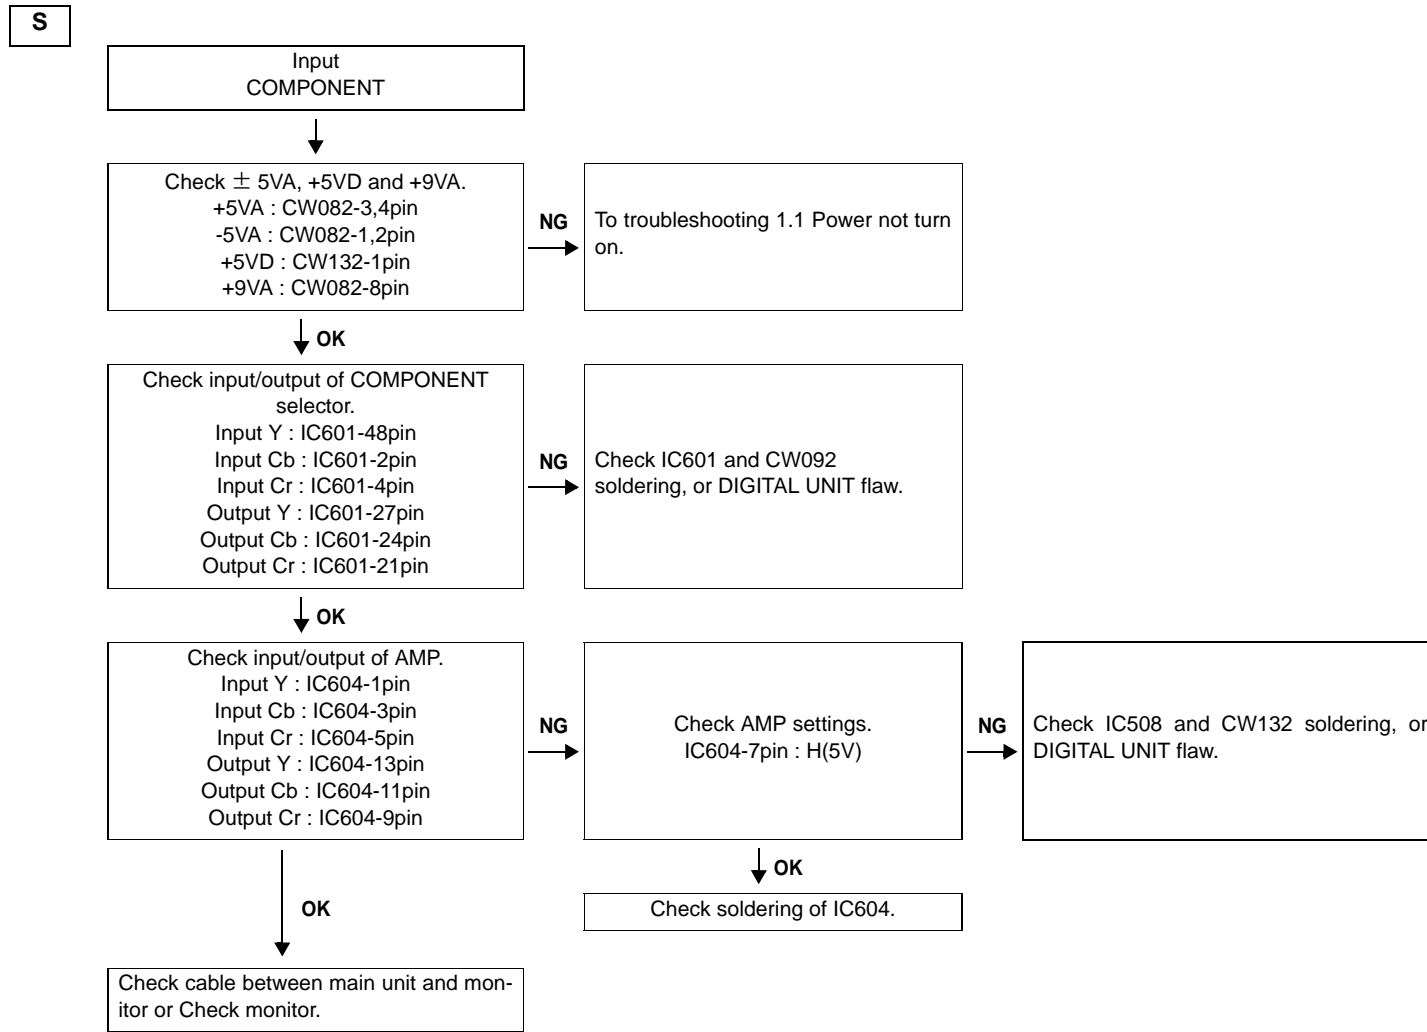 S
Input
COMPONENT
Check ± 5VA, +5VD and +9VA.
+5VA : CW082-3,4pin
-5VA : CW082-1,2pin
+5VD : CW132-1pin
+9VA : CW082-8pin
NG
To troubleshooting 1.1 Power not turn
on.
OK
Check input/output of COMPONENT
selector.
Input Y : IC601-48pin
Input Cb : IC601-2pin
Input Cr : IC601-4pin
Output Y : IC601-27pin
Output Cb : IC601-24pin
Output Cr : IC601-21pin
NG
Check IC601 and CW092
soldering, or DIGITAL UNIT flaw.
OK
Check input/output of AMP.
Input Y : IC604-1pin
Input Cb : IC604-3pin
Input Cr : IC604-5pin
Output Y : IC604-13pin
Output Cb : IC604-11pin
Output Cr : IC604-9pin
NG
Check AMP settings.
IC604-7pin : H(5V)
NG
Check IC508 and CW132 soldering, or
DIGITAL UNIT flaw.
OK
Check soldering of IC604.
OK
Check cable between main unit and mon-
itor or Check monitor.